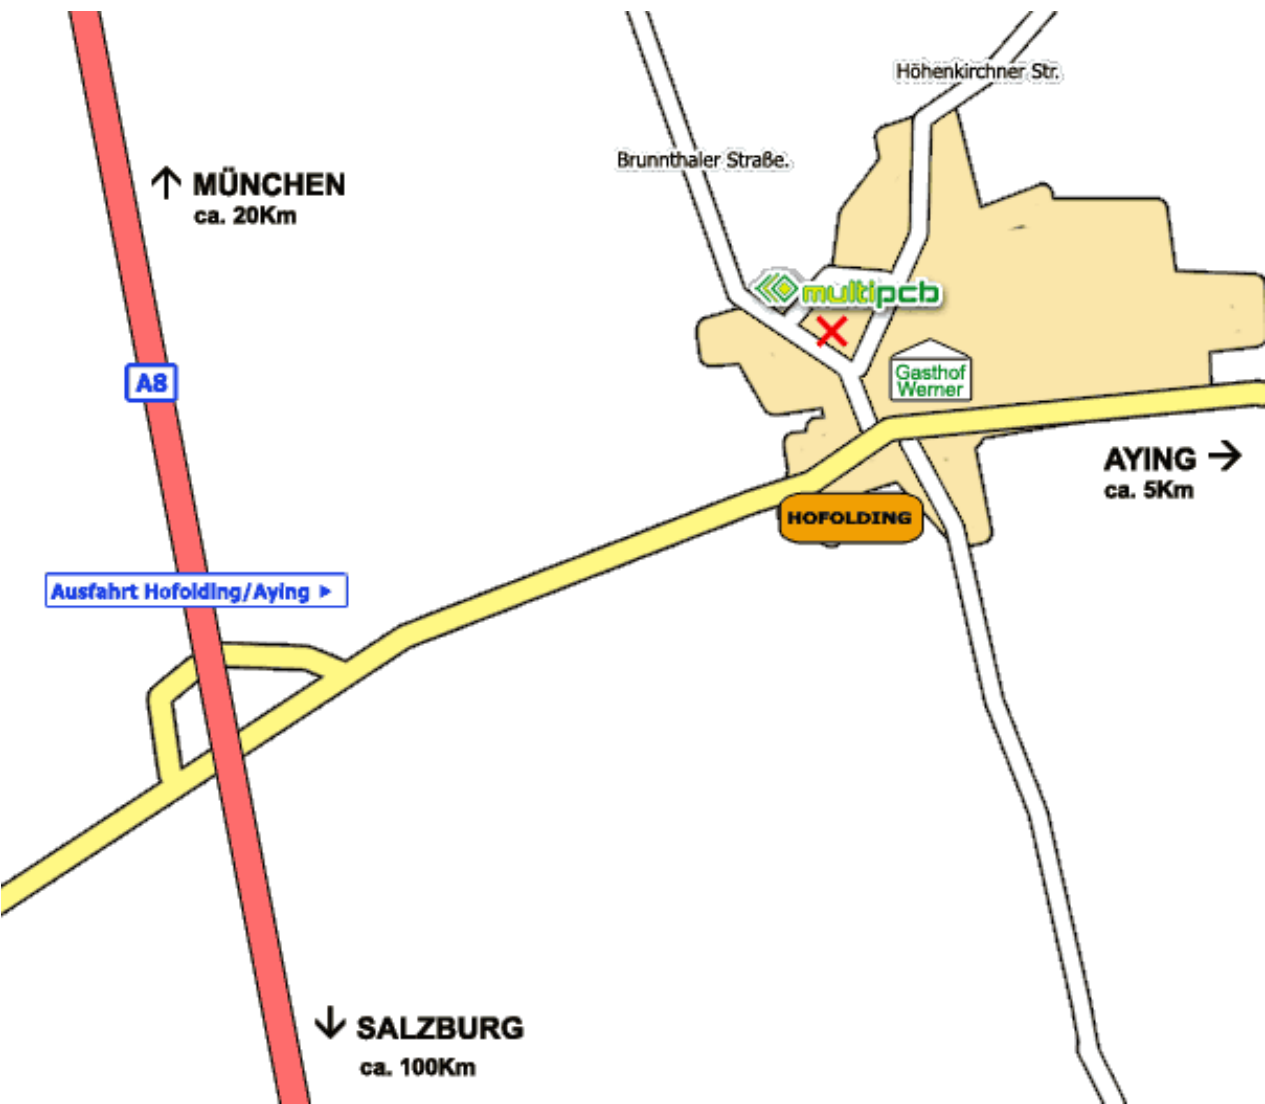 Höhenkirchner Str.
Brunnthaler Straße.
MÜNCHEN
ca. 20Km
multipcb
A8
Gasthof
Werner
AYING
ca. 5Km
HOFOLDING
Ausfahrt Hofolding/Aying
SALZBURG
ca. 100Km